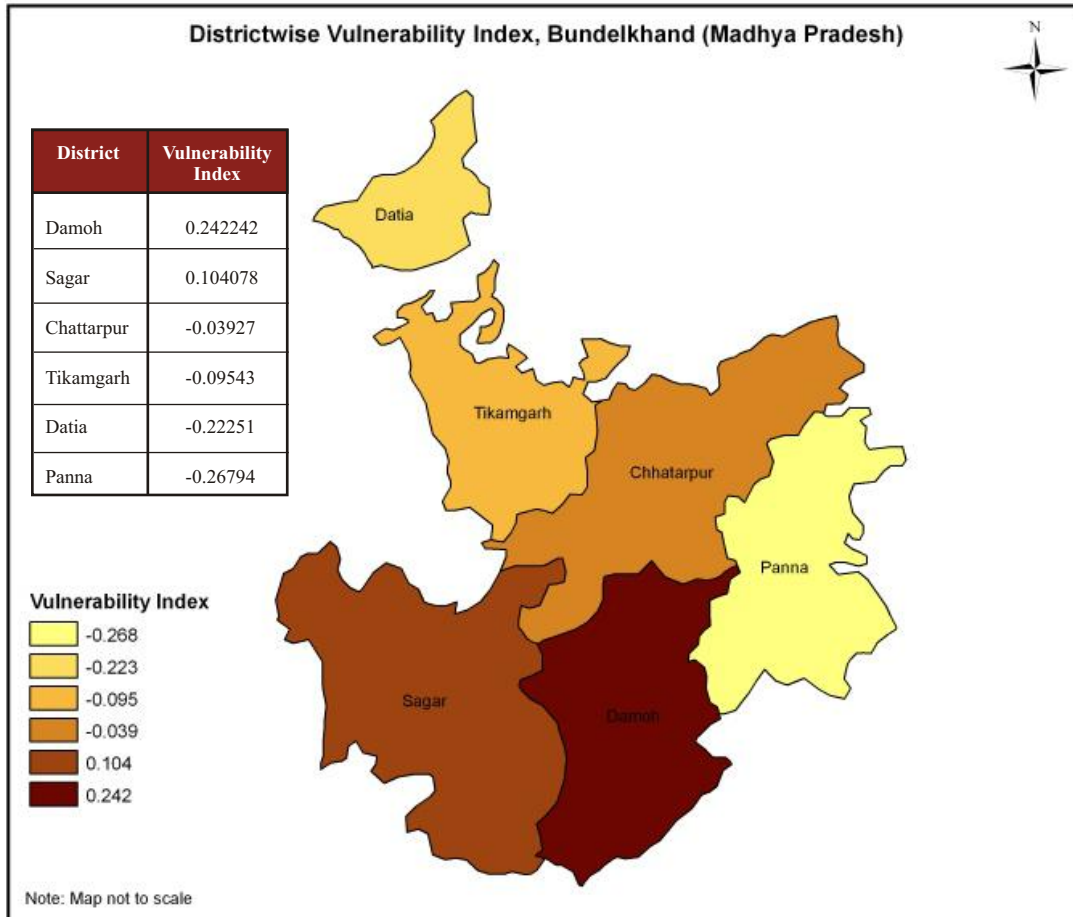 Districtwise Vulnerability Index, Bundelkhand (Madhya Pradesh)
N
District Vulnerability
Index
Damoh 0.242242
Sagar 0.104078
Chattarpur -0.03927
Tikamgarh -0.09543
Datia -0.22251
Panna -0.26794
Datia
Tikamgarh
Chhatarpur
Panna
Sagar
Damoh
Vulnerability Index
-0.268
-0.223
-0.095
-0.039
0.104
0.242
Note: Map not to scale